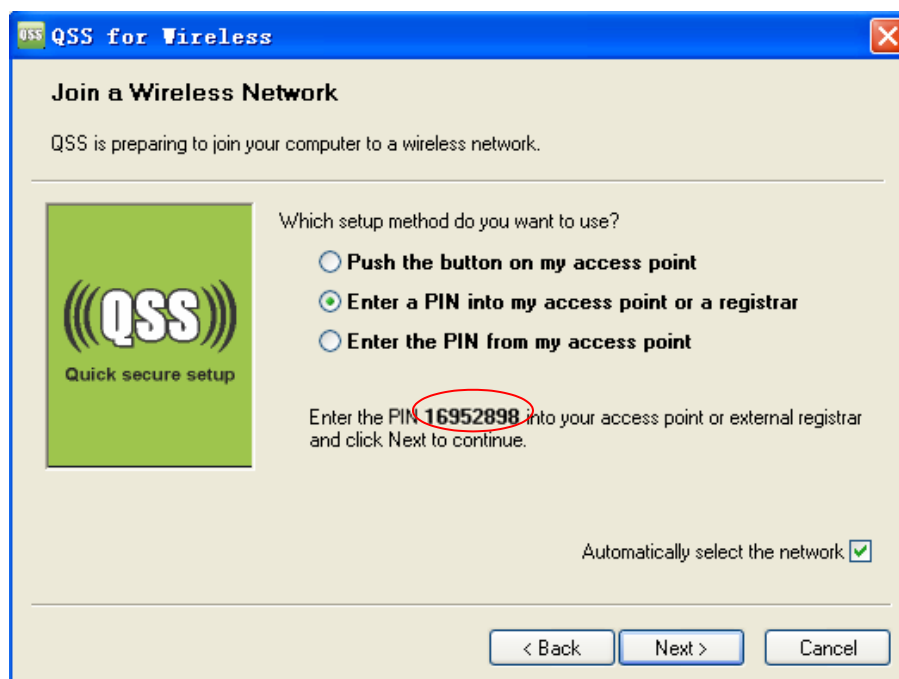 QSS QSS for Wireless
Join a Wireless Network
QSS is preparing to join your computer to a wireless network.
Which setup method do you want to use?
Push the button on my access point
Enter a PIN into my access point or a registrar
Enter the PIN from my access point
(((QSS)))
Quick secure setup
Enter the PIN 16952898 into your access point or external registrar
and click Next to continue.
Automatically select the network
< Back Next > Cancel